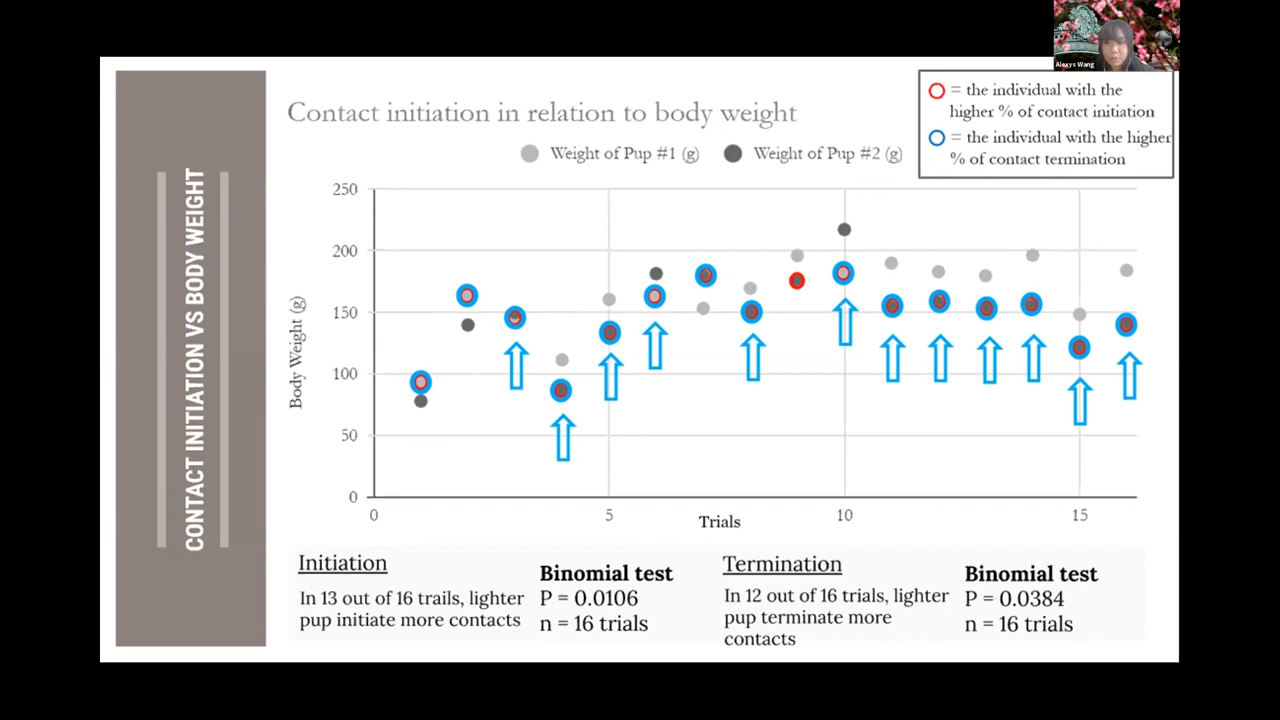 Alexys Wang
= the individual with the
higher % of contact initiation
= the individual with the higher
% of contact termination
Contact initiation in relation to body weight
Weight of Pup #1 (g)
Weight of Pup #2 (g)
CONTACT INITIATION VS BODY WEIGHT
Body Weight (g)
250
200
150
100
50
0
0
5
10
15
Trials
Initiation
In 13 out of 16 trails, lighter
pup initiate more contacts
Binomial test
P = 0.0106
n = 16 trials
Termination
In 12 out of 16 trials, lighter
pup terminate more
contacts
Binomial test
P = 0.0384
n = 16 trials